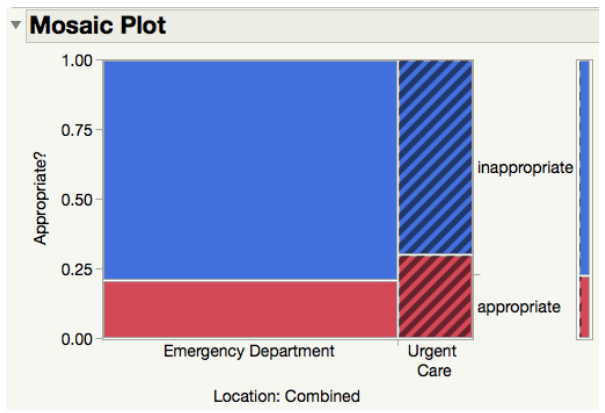 Mosaic Plot
1.00
0.75
0.50
0.25
0.00
Appropriate?
inappropriate
appropriate
Emergency Department
Urgent
Care
Location: Combined